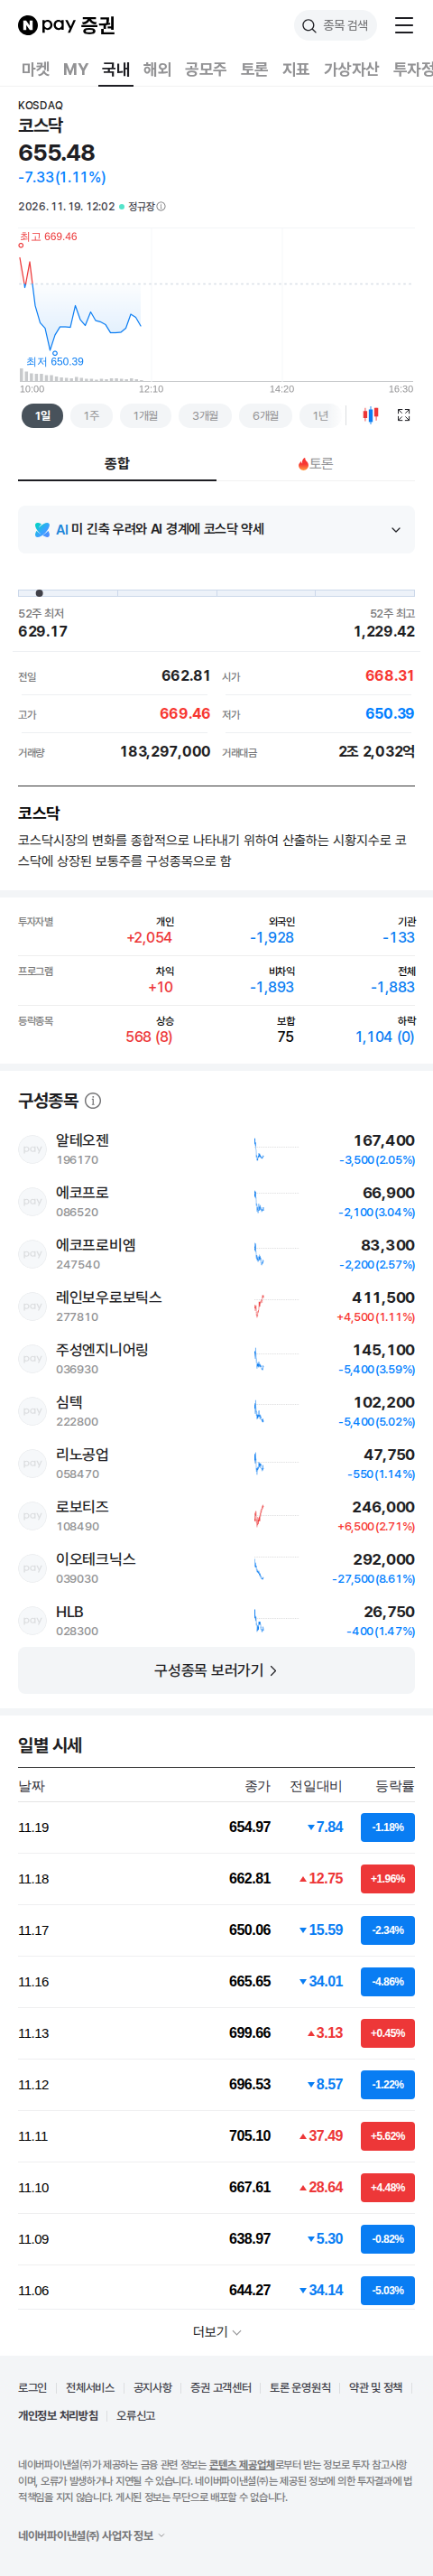 N pay 증권
종목 검색
마켓 MY 국내 해외 공모주 토론 지표 가상자산 투자정
KOSDAQ
코스닥
655.48
-7.33(1.11%)
2026. 11. 19. 12:02 정규장
최고 669.46
최저 650.39
10:00 12:10 14:20 16:30
1일 1주 1개월 3개월 6개월 1년
종합 토론
AI 미 긴축 우려와 AI 경계에 코스닥 약세
52주 최저 52주 최고
629.17 1,229.42
전일 662.81 시가 668.31
고가 669.46 저가 650.39
거래량 183,297,000 거래대금 2조 2,032억
코스닥
코스닥시장의 변화를 종합적으로 나타내기 위하여 산출하는 시황지수로 코
스닥에 상장된 보통주를 구성종목으로 함
투자자별 개인 외국인 기관
+2,054 -1,928 -133
프로그램 차익 비차익 전체
+10 -1,893 -1,883
등락종목 상승 보합 하락
568 (8) 75 1,104 (0)
구성종목
pay 알테오젠 167,400
196170 -3,500(2.05%)
pay 에코프로 66,900
086520 -2,100(3.04%)
pay 에코프로비엠 83,300
247540 -2,200(2.57%)
pay 레인보우로보틱스 411,500
277810 +4,500(1.11%)
pay 주성엔지니어링 145,100
036930 -5,400(3.59%)
pay 심텍 102,200
222800 -5,400(5.02%)
pay 리노공업 47,750
058470 -550(1.14%)
pay 로보티즈 246,000
108490 +6,500(2.71%)
pay 이오테크닉스 292,000
039030 -27,500(8.61%)
pay HLB 26,750
028300 -400(1.47%)
구성종목 보러가기
일별 시세
날짜 종가 전일대비 등락률
11.19 654.97 ▼7.84 -1.18%
11.18 662.81 ▲12.75 +1.96%
11.17 650.06 ▼15.59 -2.34%
11.16 665.65 ▼34.01 -4.86%
11.13 699.66 ▲3.13 +0.45%
11.12 696.53 ▼8.57 -1.22%
11.11 705.10 ▲37.49 +5.62%
11.10 667.61 ▲28.64 +4.48%
11.09 638.97 ▼5.30 -0.82%
11.06 644.27 ▼34.14 -5.03%
더보기
로그인 전체서비스 공지사항 증권 고객센터 토론 운영원칙 약관 및 정책
개인정보 처리방침 오류신고
네이버파이낸셜(주)가 제공하는 금융 관련 정보는 콘텐츠 제공업체로부터 받는 정보로 투자 참고사항
이며, 오류가 발생하거나 지연될 수 있습니다. 네이버파이낸셜(주)는 제공된 정보에 의한 투자결과에 법
적책임을 지지 않습니다. 게시된 정보는 무단으로 배포할 수 없습니다.
네이버파이낸셜(주) 사업자 정보